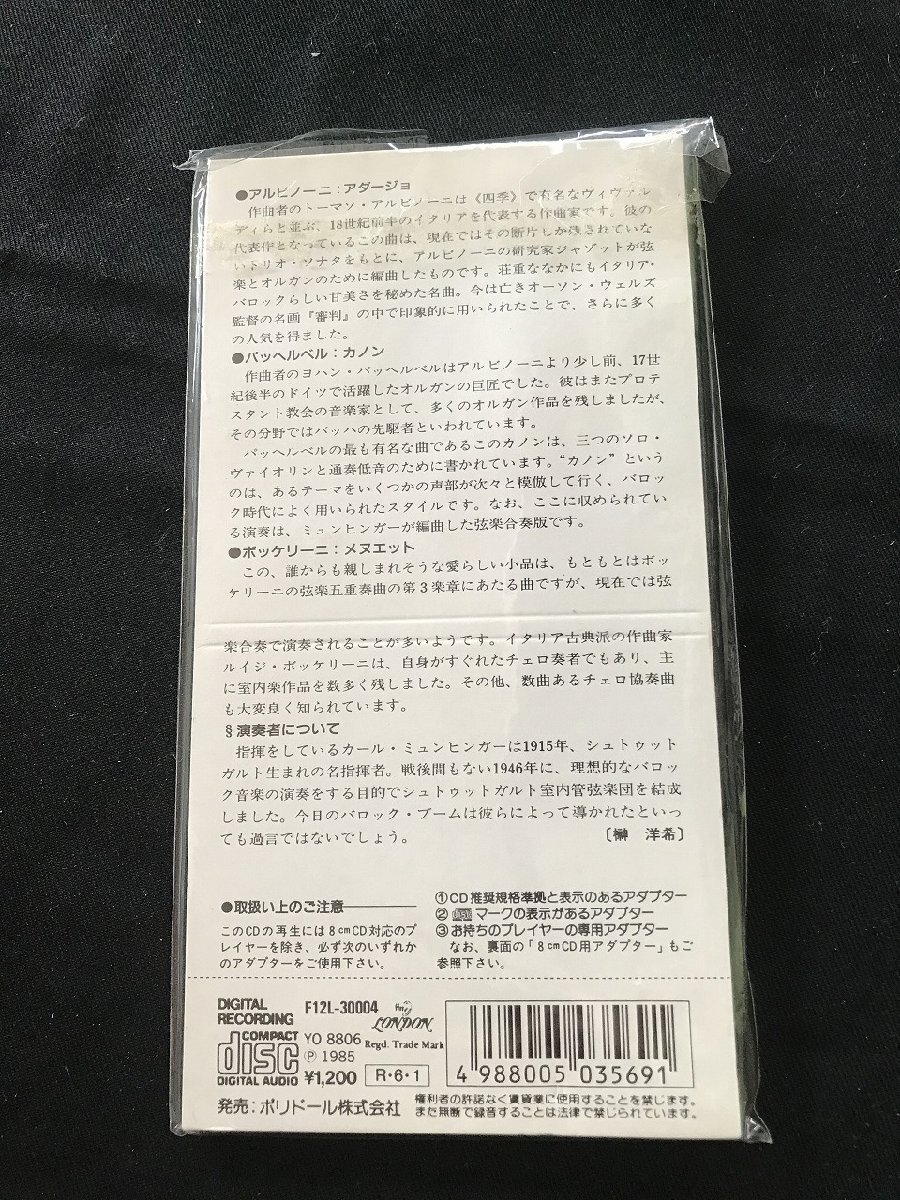 ●アルビノーニ：アダージョ
作曲者のトーマソ・アルビノーニは《四季》で有名なヴィヴァル
ディらと並ぶ、18世紀前半のイタリアを代表する作曲家です。彼の
代表作となっているこの曲は、現在ではその断片しか残されていな
いトリオ・ソナタをもとに、アルビノーニの研究家ジャゾットが弦
楽とオルガンのために編曲したものです。荘重ななかにもイタリア・
バロックらしい甘美さを秘めた名曲。今は亡きオーソン・ウェルズ
監督の名画『審判』の中で印象的に用いられたことで、さらに多く
の人気を得ました。
●バッヘルベル：カノン
作曲者のヨハン・バッヘルベルはアルビノーニより少し前、17世
紀後半のドイツで活躍したオルガンの巨匠でした。彼はまたプロテ
スタント教会の音楽家として、多くのオルガン作品を残しましたが、
その分野ではバッハの先駆者といわれています。
バッヘルベルの最も有名な曲であるこのカノンは、三つのソロ・
ヴァイオリンと通奏低音のために書かれています。“カノン”という
のは、あるテーマをいくつかの声部が次々と模倣して行く、バロッ
ク時代によく用いられたスタイルです。なお、ここに収められてい
る演奏は、ミュンヒンガーが編曲した弦楽合奏版です。
●ボッケリーニ：メヌエット
この、誰からも親しまれそうな愛らしい小品は、もともとはボッ
ケリーニの弦楽五重奏曲の第3楽章にあたる曲ですが、現在では弦
楽合奏で演奏されることが多いようです。イタリア古典派の作曲家
ルイジ・ボッケリーニは、自身がすぐれたチェロ奏者でもあり、主
に室内楽作品を数多く残しました。その他、数曲あるチェロ協奏曲
も大変良く知られています。
§演奏者について
指揮をしているカール・ミュンヒンガーは1915年、シュトゥット
ガルト生まれの名指揮者。戦後間もない1946年に、理想的なバロッ
ク音楽の演奏をする目的でシュトゥットガルト室内管弦楽団を結成
しました。今日のバロック・ブームは彼らによって導かれたといっ
ても過言ではないでしょう。 〔榊 洋希〕
●取扱い上のご注意
このCDの再生には8cmCD対応のプ
レイヤーを除き、必ず次のいずれか
のアダプターをご使用下さい。
①CD推奨規格準拠と表示のあるアダプター
② マークの表示があるアダプター
③お持ちのプレイヤーの専用アダプター
なお、裏面の「8cmCD用アダプター」もご
参照下さい。
DIGITAL RECORDING
F12L-30004
LONDON
Regd. Trade Mark
COMPACT disc DIGITAL AUDIO
YO 8806
Ⓟ 1985
¥1,200
R・6・1
4 988005 035691
発売：ポリドール株式会社
権利者の許諾なく賃貸業に使用することを禁じます。
また無断で録音することは法律で禁じられています。